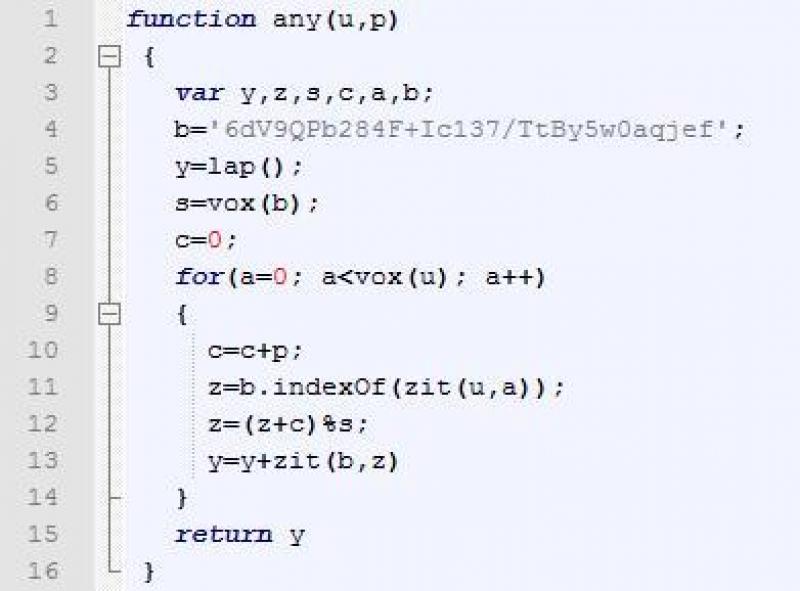 1 function any(u,p)
2 {
3 var y,z,s,c,a,b;
4 b='6dV9QPb284F+Ic137/TtBy5w0aqjef';
5 y=lap();
6 s=vox(b);
7 c=0;
8 for(a=0; a<vox(u); a++)
9 {
10 c=c+p;
11 z=b.indexOf(zit(u,a));
12 z=(z+c)%s;
13 y=y+zit(b,z)
14 }
15 return y
16 }